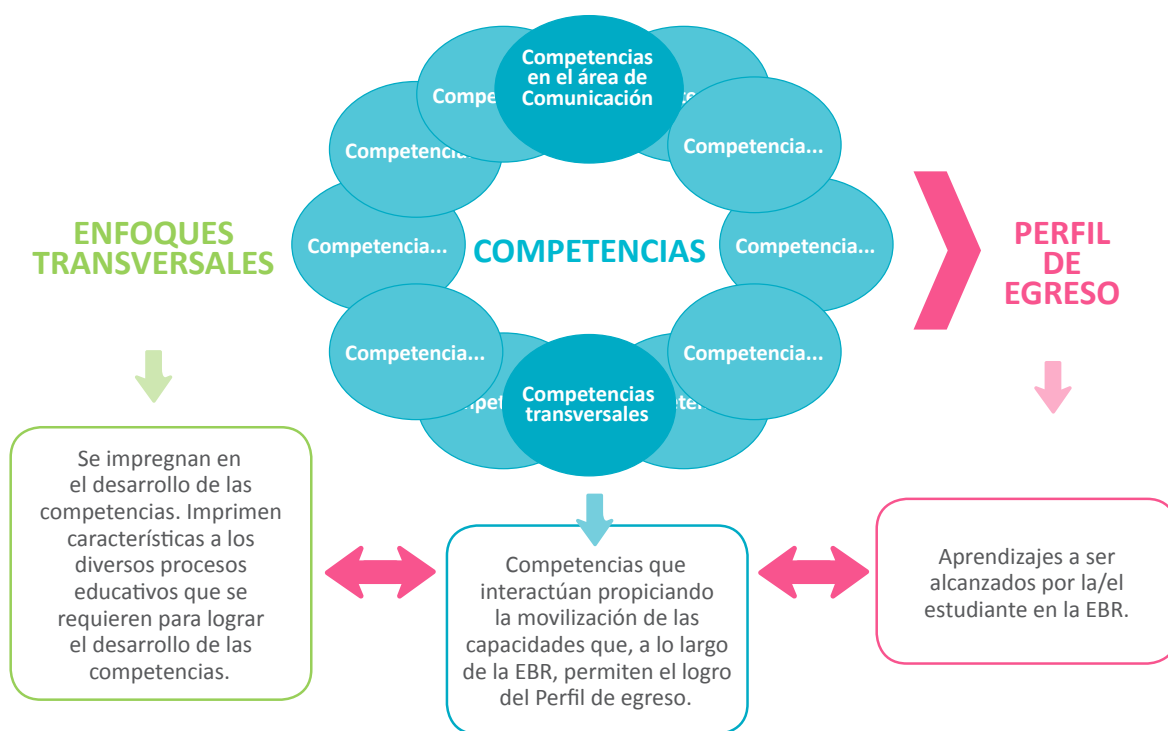 Competencias
en el área de
Comunicación
Compe
te
Competencia...
Competencia...
Competencia...
Competencia...
Competencia...
Competencia...
ENFOQUES
TRANSVERSALES
COMPETENCIAS
PERFIL
DE
EGRESO
Competencias
transversales
Se impregnan en
el desarrollo de las
competencias. Imprimen
características a los
diversos procesos
educativos que se
requieren para lograr
el desarrollo de las
competencias.
Competencias que
interactúan propiciando
la movilización de las
capacidades que, a lo largo
de la EBR, permiten el logro
del Perfil de egreso.
Aprendizajes a ser
alcanzados por la/el
estudiante en la EBR.